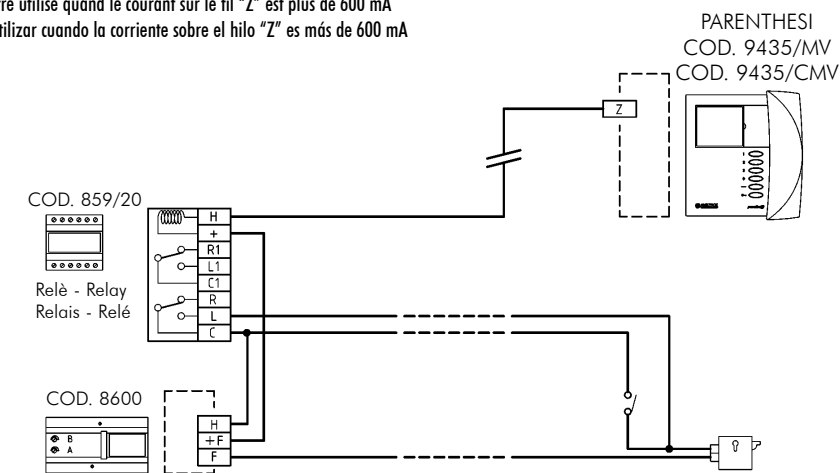 tre utilisé quand le courant sur le fil “Z” est plus de 600 mA
tilizar cuando la corriente sobre el hilo “Z” es más de 600 mA
PARENTHESI
COD. 9435/MV
COD. 9435/CMV
Z
COD. 859/20
H
+
R1
L1
C1
R
L
C
Relè - Relay
Relais - Relé
COD. 8600
B
A
H
+F
F